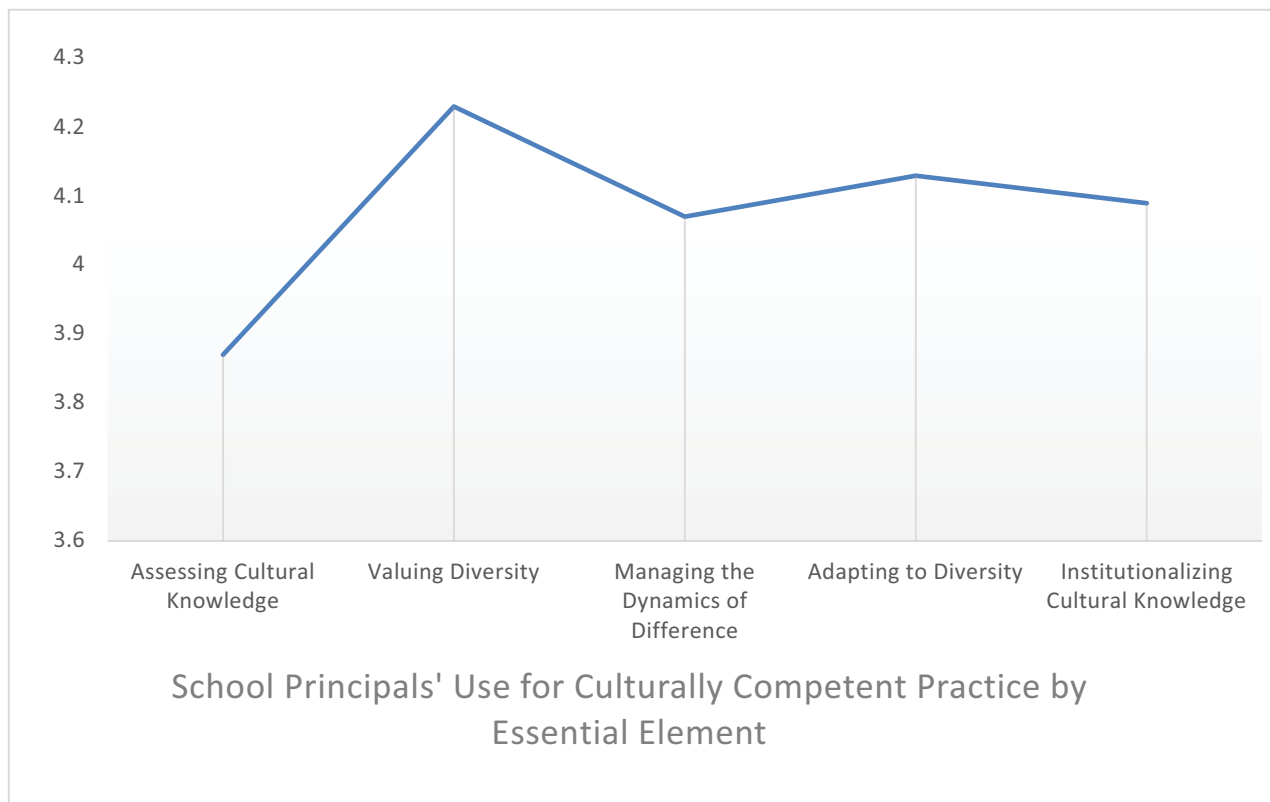 4.3
4.2
4.1
4
3.9
3.8
3.7
3.6
Assessing Cultural
Knowledge
Valuing Diversity
Managing the
Dynamics of
Difference
Adapting to Diversity
Institutionalizing
Cultural Knowledge
School Principals' Use for Culturally Competent Practice by
Essential Element